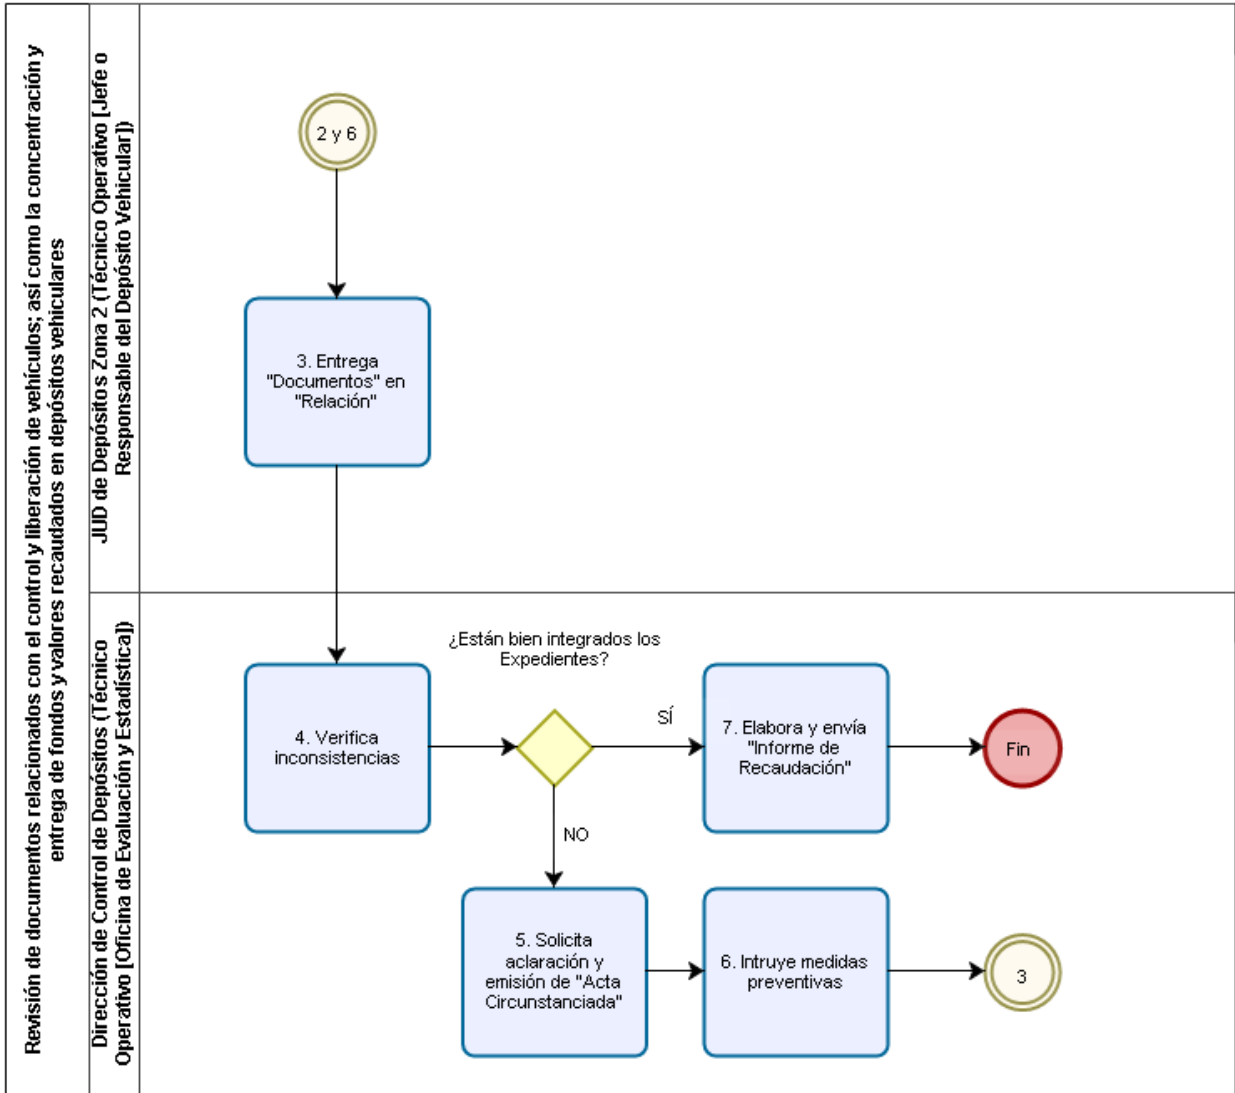 Revisión de documentos relacionados con el control y liberación de vehículos; así como la concentración y
entrega de fondos y valores recaudados en depósitos vehiculares
JUD de Depósitos Zona 2 (Técnico Operativo [Jefe o
Responsable del Depósito Vehicular])
2 y 6
3. Entrega
"Documentos" en
"Relación"
Dirección de Control de Depósitos (Técnico
Operativo [Oficina de Evaluación y Estadística])
4. Verifica
inconsistencias
¿Están bien integrados los
Expedientes?
SÍ
7. Elabora y envía
"Informe de
Recaudación"
Fin
NO
5. Solicita
aclaración y
emisión de "Acta
Circunstanciada"
6. Intruye medidas
preventivas
3